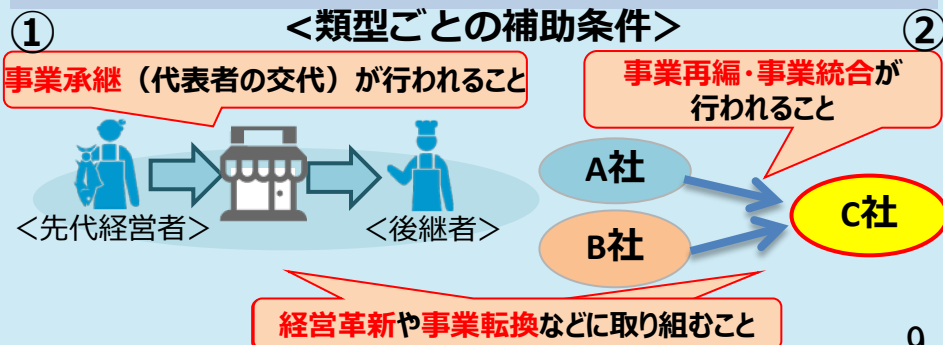 <類型ごとの補助条件>
①
②
事業承継（代表者の交代）が行われること
事業再編・事業統合が
行われること
<先代経営者>
<後継者>
A社
B社
C社
経営革新や事業転換などに取り組むこと